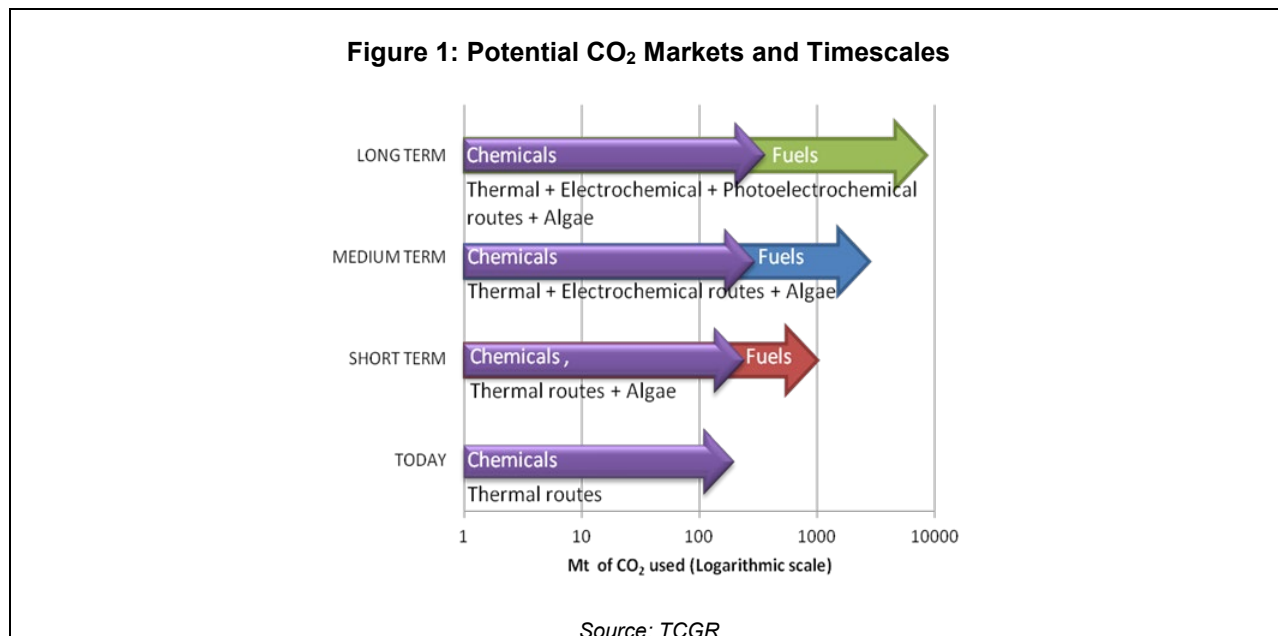 Figure 1: Potential CO₂ Markets and Timescales
LONG TERM
Chemicals
Fuels
Thermal + Electrochemical + Photoelectrochemical
routes + Algae
MEDIUM TERM
Chemicals
Fuels
Thermal + Electrochemical routes + Algae
SHORT TERM
Chemicals ,
Fuels
Thermal routes + Algae
TODAY
Chemicals
Thermal routes
1 10 100 1000 10000
Mt of CO₂ used (Logarithmic scale)
Source: TCGR